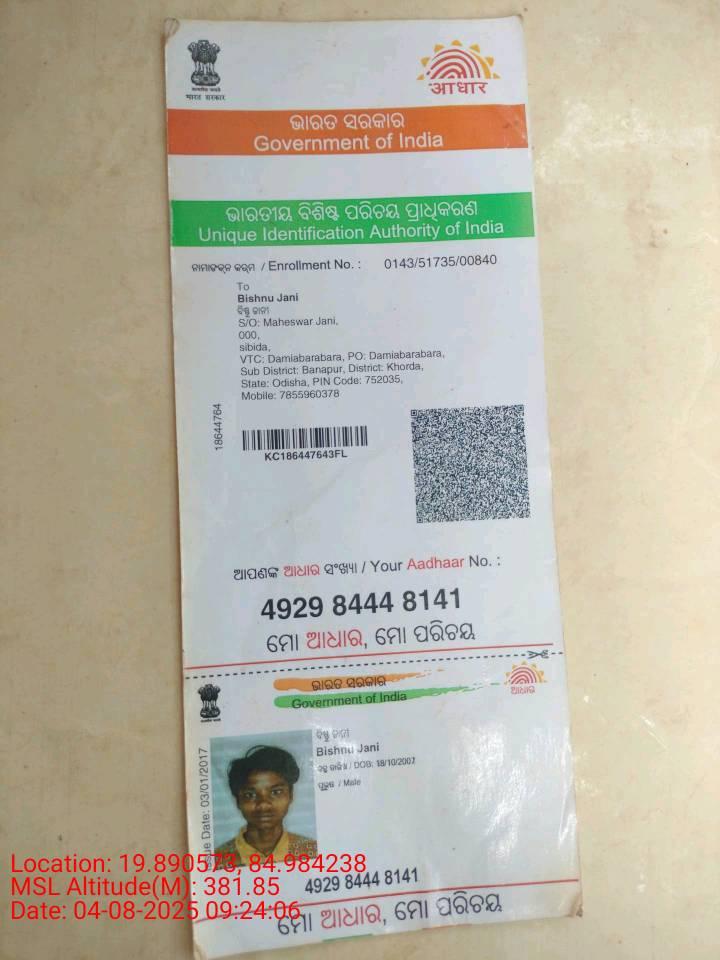 भारत सरकार
आधार
ଭାରତ ସରକାର
Government of India
ଭାରତୀୟ ବିଶିଷ୍ଟ ପରିଚୟ ପ୍ରାଧିକରଣ
Unique Identification Authority of India
ନାମାଙ୍କନ କ୍ରମ / Enrollment No. : 0143/51735/00840
To
Bishnu Jani
ବିଷ୍ଣୁ ଜାନୀ
S/O: Maheswar Jani,
000,
sibida,
VTC: Damiabarabara, PO: Damiabarabara,
Sub District: Banapur, District: Khorda,
State: Odisha, PIN Code: 752035,
Mobile: 7855960378
18644764
KC186447643FL
ଆପଣଙ୍କ ଆଧାର ସଂଖ୍ୟା / Your Aadhaar No. :
4929 8444 8141
ମୋ ଆଧାର, ମୋ ପରିଚୟ
ଭାରତ ସରକାର
Government of India
ଆଧାର
ବିଷ୍ଣୁ ଜାନୀ
Bishnu Jani
/ DOB: 18/10/2007
ପୁରୁଷ / Male
Date: 03/01/2017
4929 8444 8141
ମୋ ଆଧାର, ମୋ ପରିଚୟ
Location: 19.890573, 84.984238
MSL Altitude(M): 381.85
Date: 04-08-2025 09:24:06